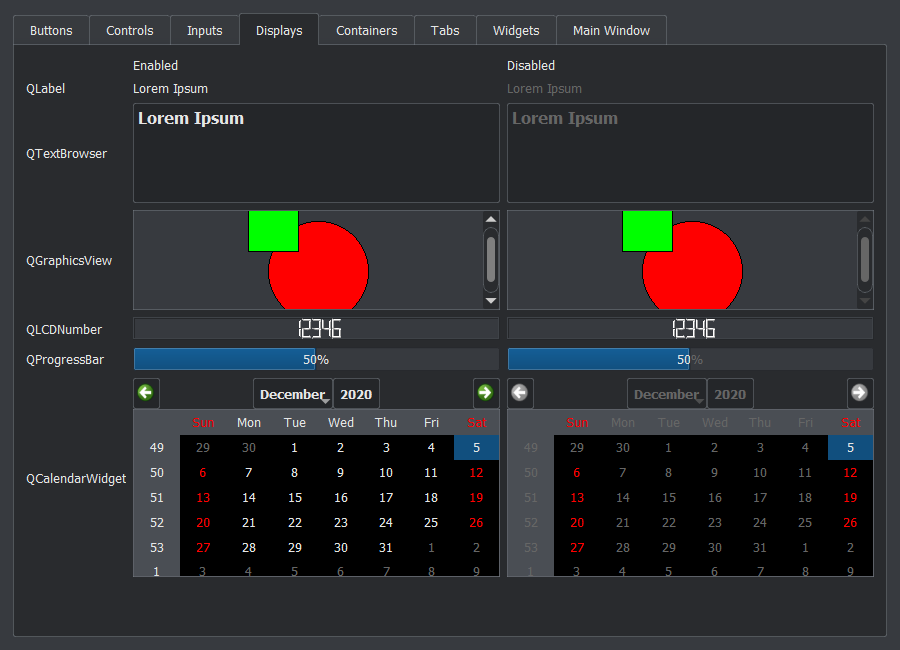 Buttons Controls Inputs Displays Containers Tabs Widgets Main Window
Enabled Disabled
QLabel Lorem Ipsum Lorem Ipsum
Lorem Ipsum Lorem Ipsum
QTextBrowser
QGraphicsView
QLCDNumber 12346 12346
QProgressBar 50% 50%
December 2020 December 2020
Sun Mon Tue Wed Thu Fri Sat Sun Mon Tue Wed Thu Fri Sat
49 29 30 1 2 3 4 5 49 29 30 1 2 3 4 5
50 6 7 8 9 10 11 12 50 6 7 8 9 10 11 12
QCalendarWidget
51 13 14 15 16 17 18 19 51 13 14 15 16 17 18 19
52 20 21 22 23 24 25 26 52 20 21 22 23 24 25 26
53 27 28 29 30 31 1 2 53 27 28 29 30 31 1 2
1 3 4 5 6 7 8 9 1 3 4 5 6 7 8 9